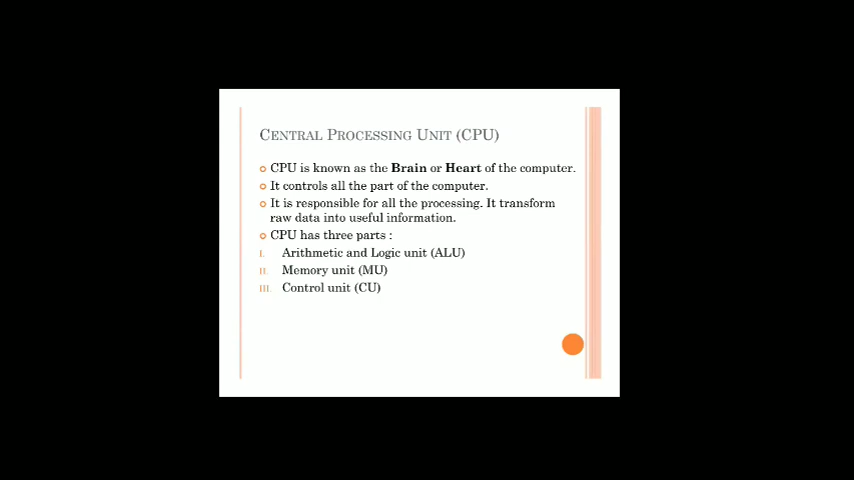 CENTRAL PROCESSING UNIT (CPU)
CPU is known as the Brain or Heart of the computer.
It controls all the part of the computer.
It is responsible for all the processing. It transform
raw data into useful information.
CPU has three parts :
I. Arithmetic and Logic unit (ALU)
II. Memory unit (MU)
III. Control unit (CU)